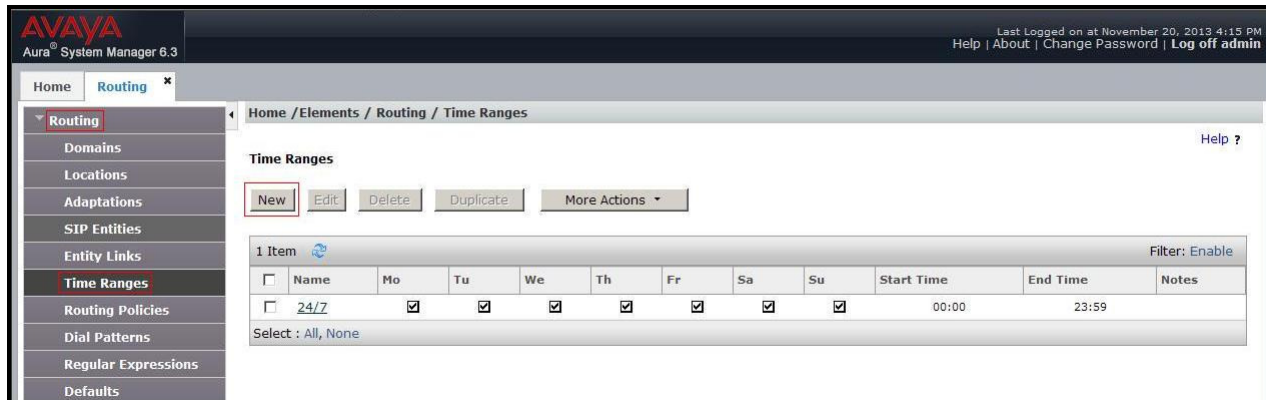 AVAYA
Aura® System Manager 6.3
Last Logged on at November 20, 2013 4:15 PM
Help | About | Change Password | Log off admin
Home Routing ×
Routing
Domains
Locations
Adaptations
SIP Entities
Entity Links
Time Ranges
Routing Policies
Dial Patterns
Regular Expressions
Defaults
Home /Elements / Routing / Time Ranges
Help ?
Time Ranges
New Edit Delete Duplicate More Actions
1 Item Filter: Enable
Name Mo Tu We Th Fr Sa Su Start Time End Time Notes
24/7 00:00 23:59
Select : All, None